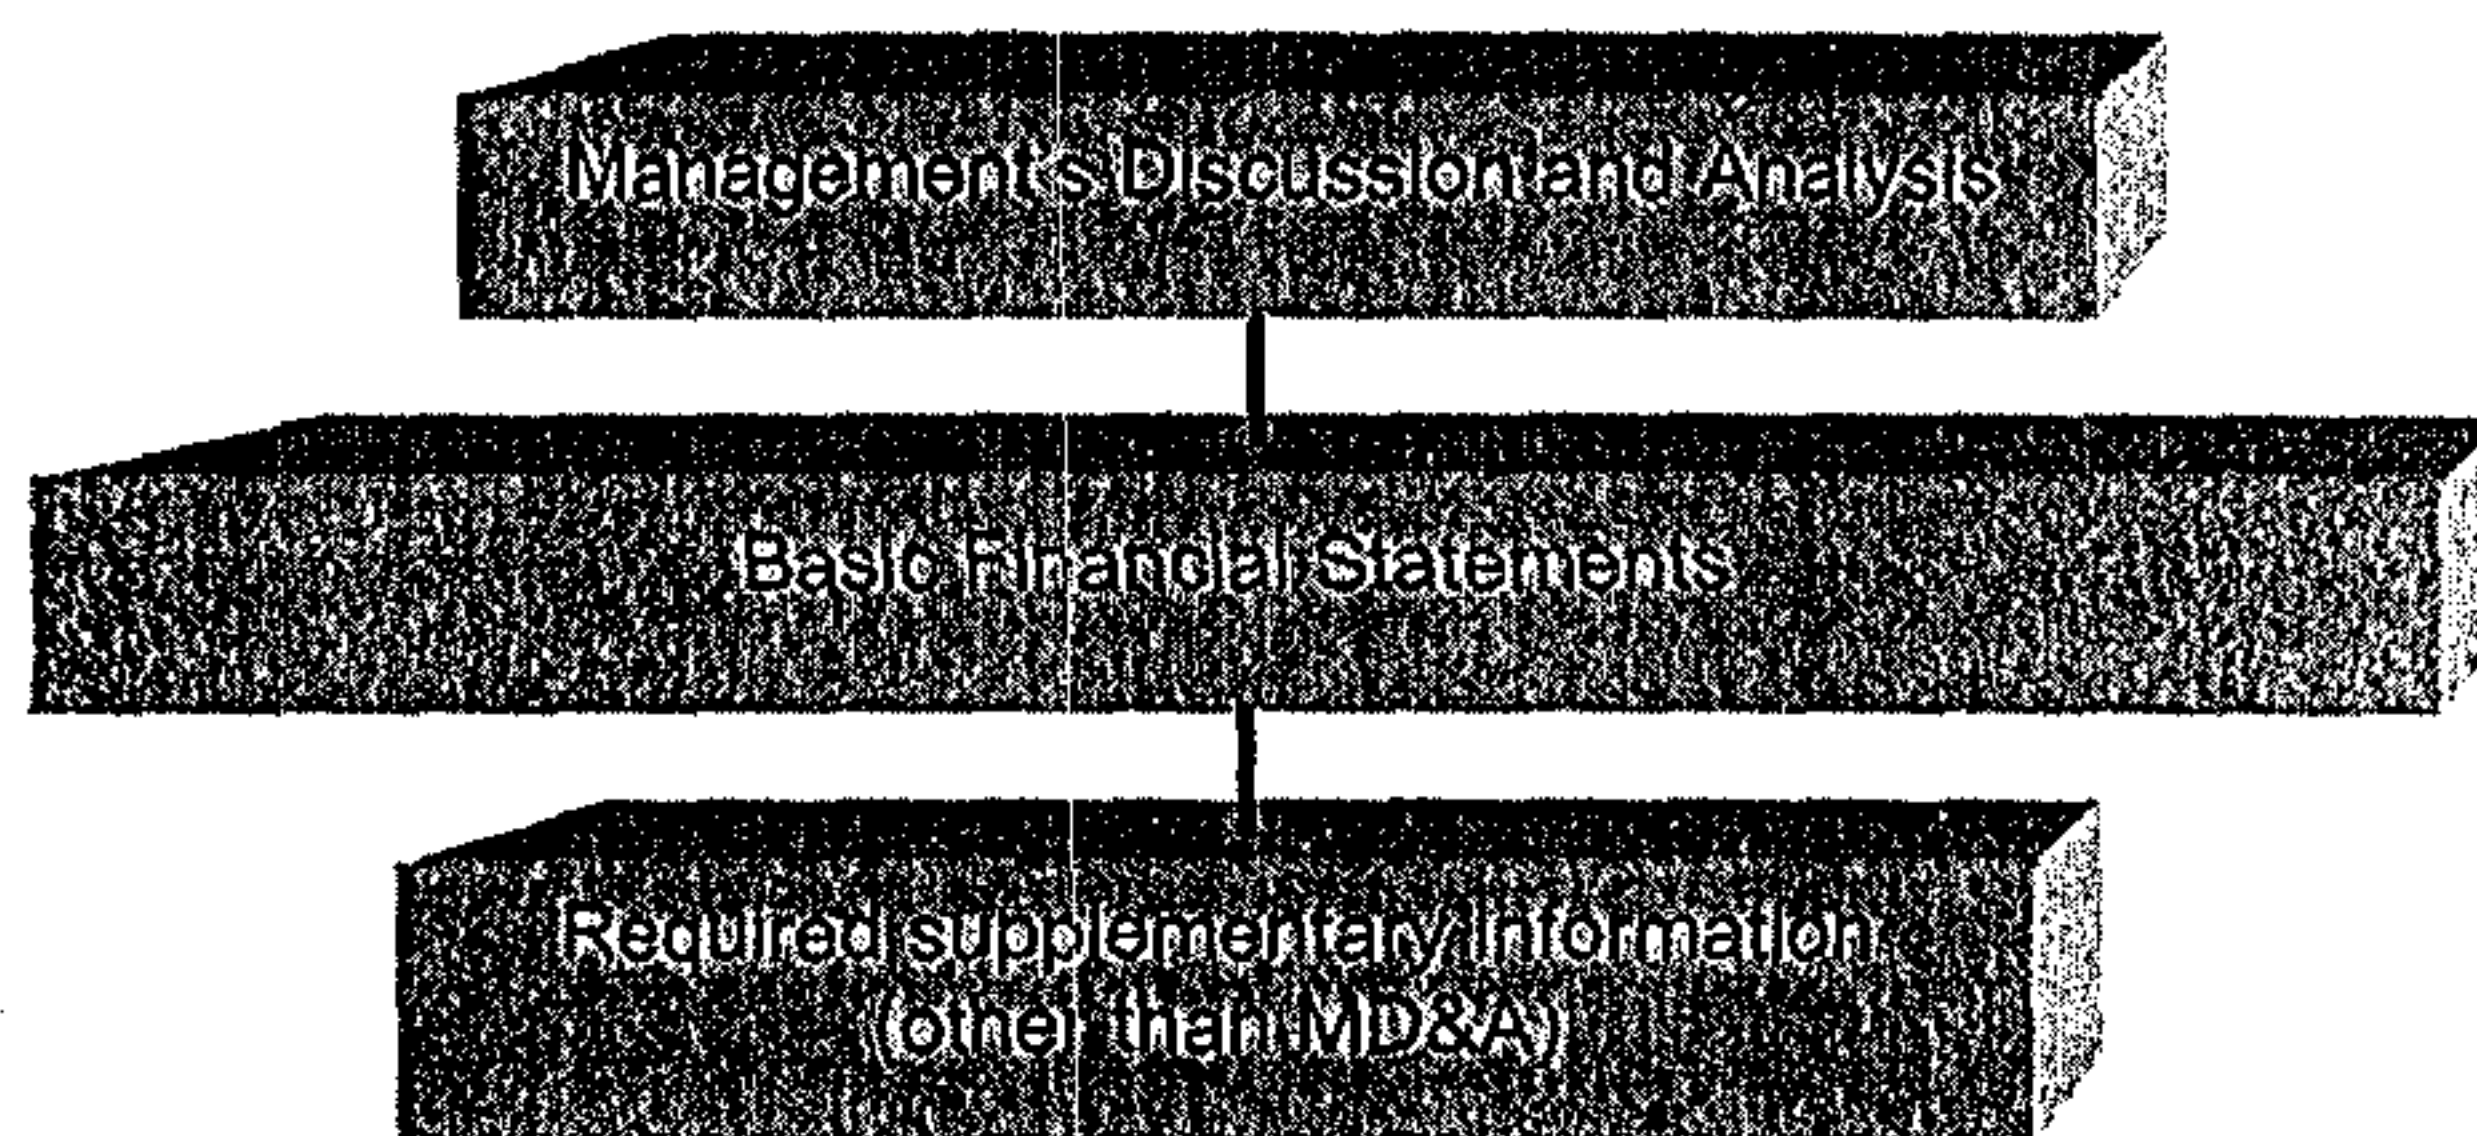 Management's Discussion and Analysis
Basic Financial Statements
Required supplementary information
(other than MD&A)